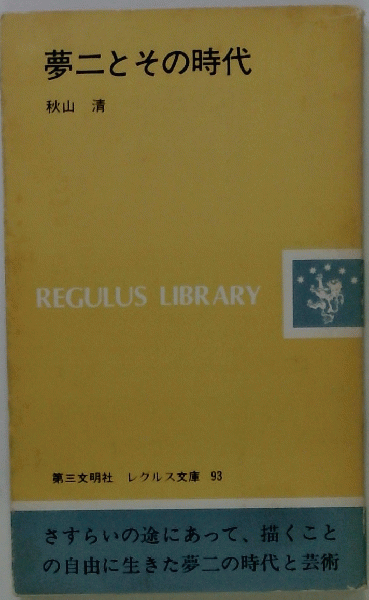 夢二とその時代
秋山 清
REGULUS LIBRARY
第三文明社 レグルス文庫 93
さすらいの途にあって、描くこと
の自由に生きた夢二の時代と芸術